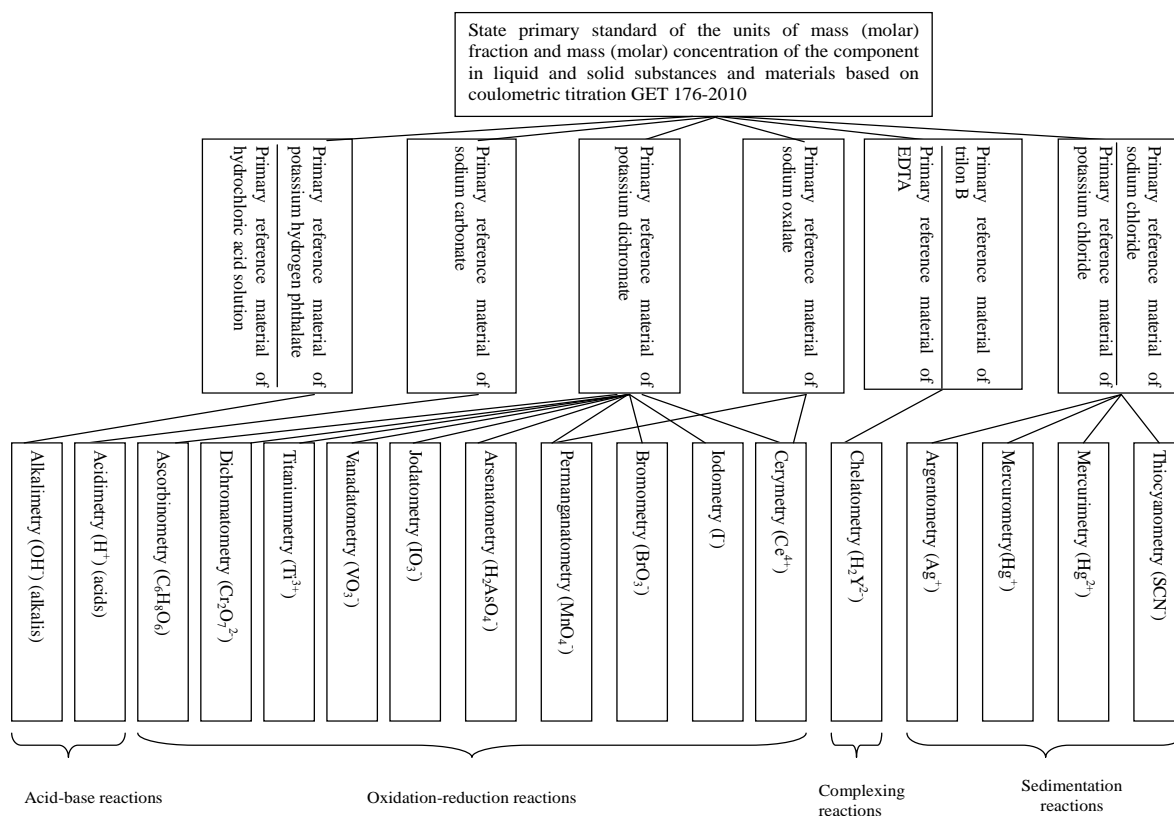 State primary standard of the units of mass (molar)
fraction and mass (molar) concentration of the component
in liquid and solid substances and materials based on
coulometric titration GET 176-2010
Primary reference material of
potassium hydrogen phthalate
Primary reference material of
hydrochloric acid solution
Primary reference material of
sodium carbonate
Primary reference material of
potassium dichromate
Primary reference material of
sodium oxalate
Primary reference material of
trilon B
Primary reference material of
EDTA
Primary reference material of
sodium chloride
Primary reference material of
potassium chloride
Alkalimetry (OH⁻) (alkalis)
Acidimetry (H⁺) (acids)
Ascorbinometry (C₆H₈O₆)
Dichromatometry (Cr₂O₇²⁻)
Titaniummetry (Ti³⁺)
Vanadatometry (VO₃⁻)
Jodatometry (IO₃⁻)
Arsenatometry (H₂AsO₄⁻)
Permanganatometry (MnO₄⁻)
Bromometry (BrO₃⁻)
Iodometry (I⁻)
Cerymetry (Ce⁴⁺)
Chelatometry (H₂Y²⁻)
Argentometry (Ag⁺)
Mercurometry(Hg⁺)
Mercurimetry (Hg²⁺)
Thiocyanometry (SCN⁻)
Acid-base reactions
Oxidation-reduction reactions
Complexing
reactions
Sedimentation
reactions